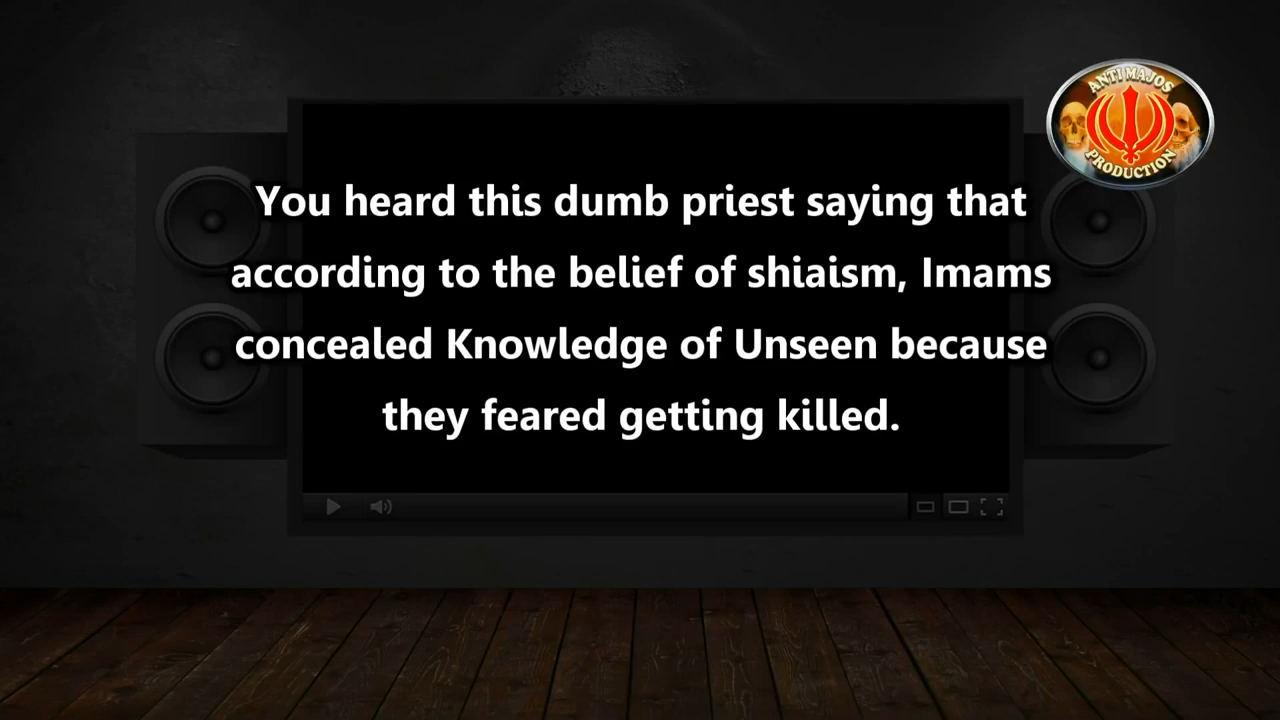 ANTI MAJOS
PRODUCTION
You heard this dumb priest saying that
according to the belief of shiaism, Imams
concealed Knowledge of Unseen because
they feared getting killed.